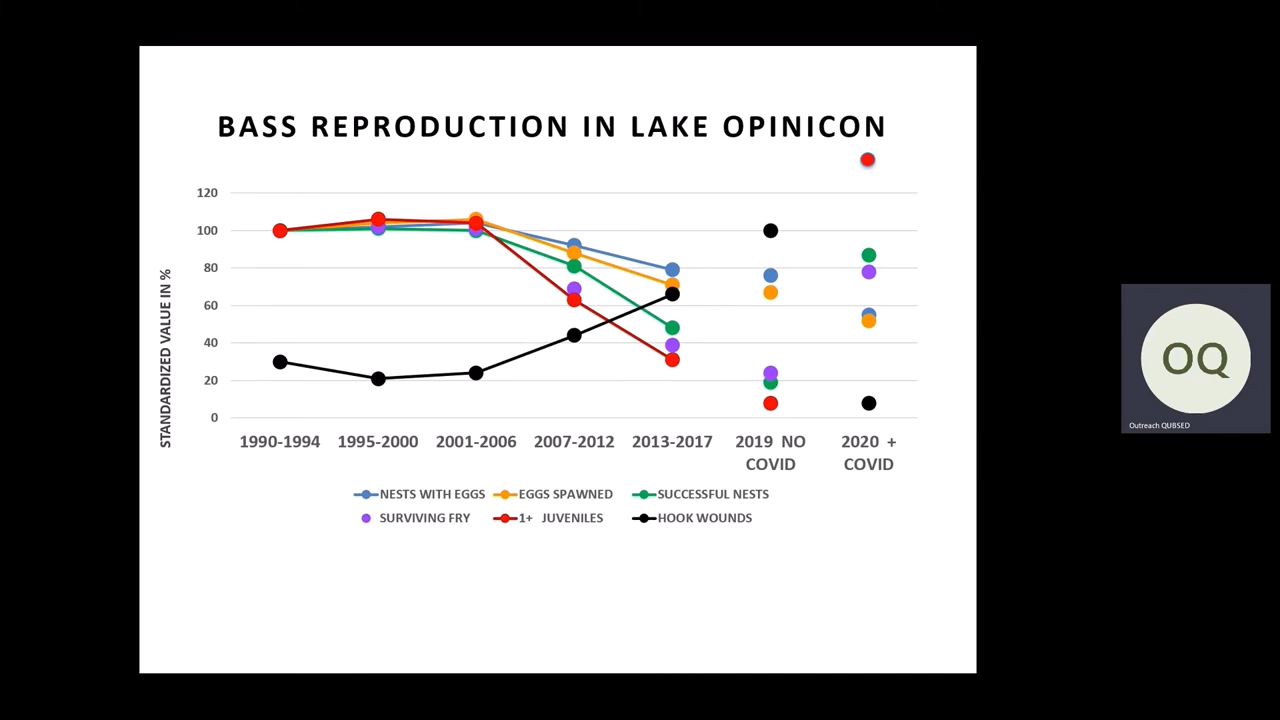 BASS REPRODUCTION IN LAKE OPINICON
STANDARDIZED VALUE IN %
120
100
80
60
40
20
0
1990-1994 1995-2000 2001-2006 2007-2012 2013-2017 2019 NO COVID 2020 + COVID
NESTS WITH EGGS EGGS SPAWNED SUCCESSFUL NESTS
SURVIVING FRY 1+ JUVENILES HOOK WOUNDS
OQ
Outreach QUBSED